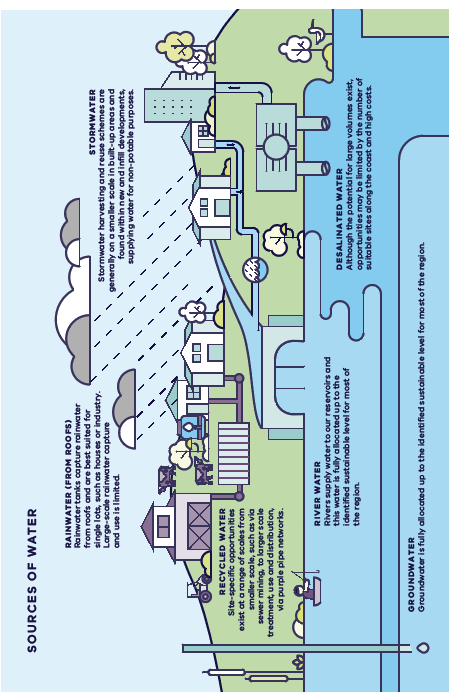 SOURCES OF WATER
RAINWATER (FROM ROOFS)
Rainwater tanks capture rainwater
from roofs, and are best suited for
single lots, such as houses or industry.
Large-scale rainwater capture
and use is limited.
STORMWATER
Stormwater harvesting and reuse schemes are
generally on a smaller scale in built-up areas and
found within new and infill developments,
supplying water for non-potable purposes.
RECYCLED WATER
Site-specific opportunities
exist at a range of scales from
smaller scale, such as via
sewer mining, to larger scale
treatment, use and distribution,
via purple pipe networks.
RIVER WATER
Rivers supply water to our reservoirs and
this water is fully allocated up to the
identified sustainable level for most of
the region.
DESALINATED WATER
Although the potential for large volumes exist,
opportunities may be limited by the number of
suitable sites along the coast and high costs.
GROUNDWATER
Groundwater is fully allocated up to the identified sustainable level for most of the region.